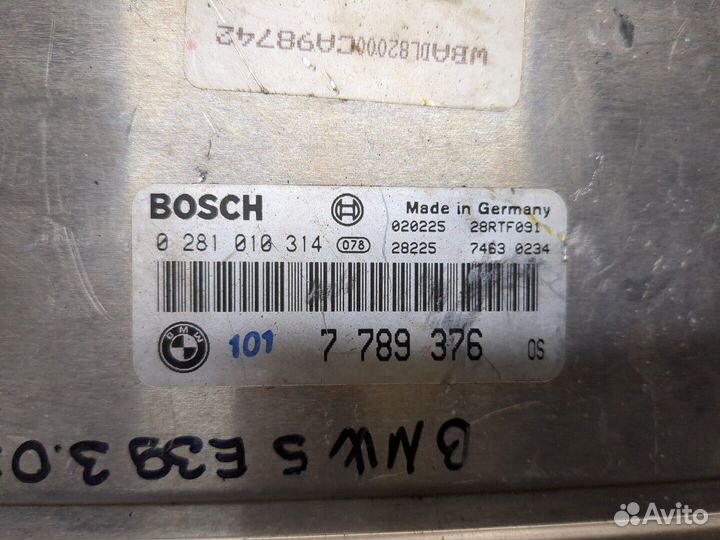 WBADL82000CA98742
BOSCH
Made in Germany
0 281 010 314 078
020225 28RTF091
28225 7463 0234
BMW
101 7 789 376 OS
BMW 5 E39 3.0
Avito